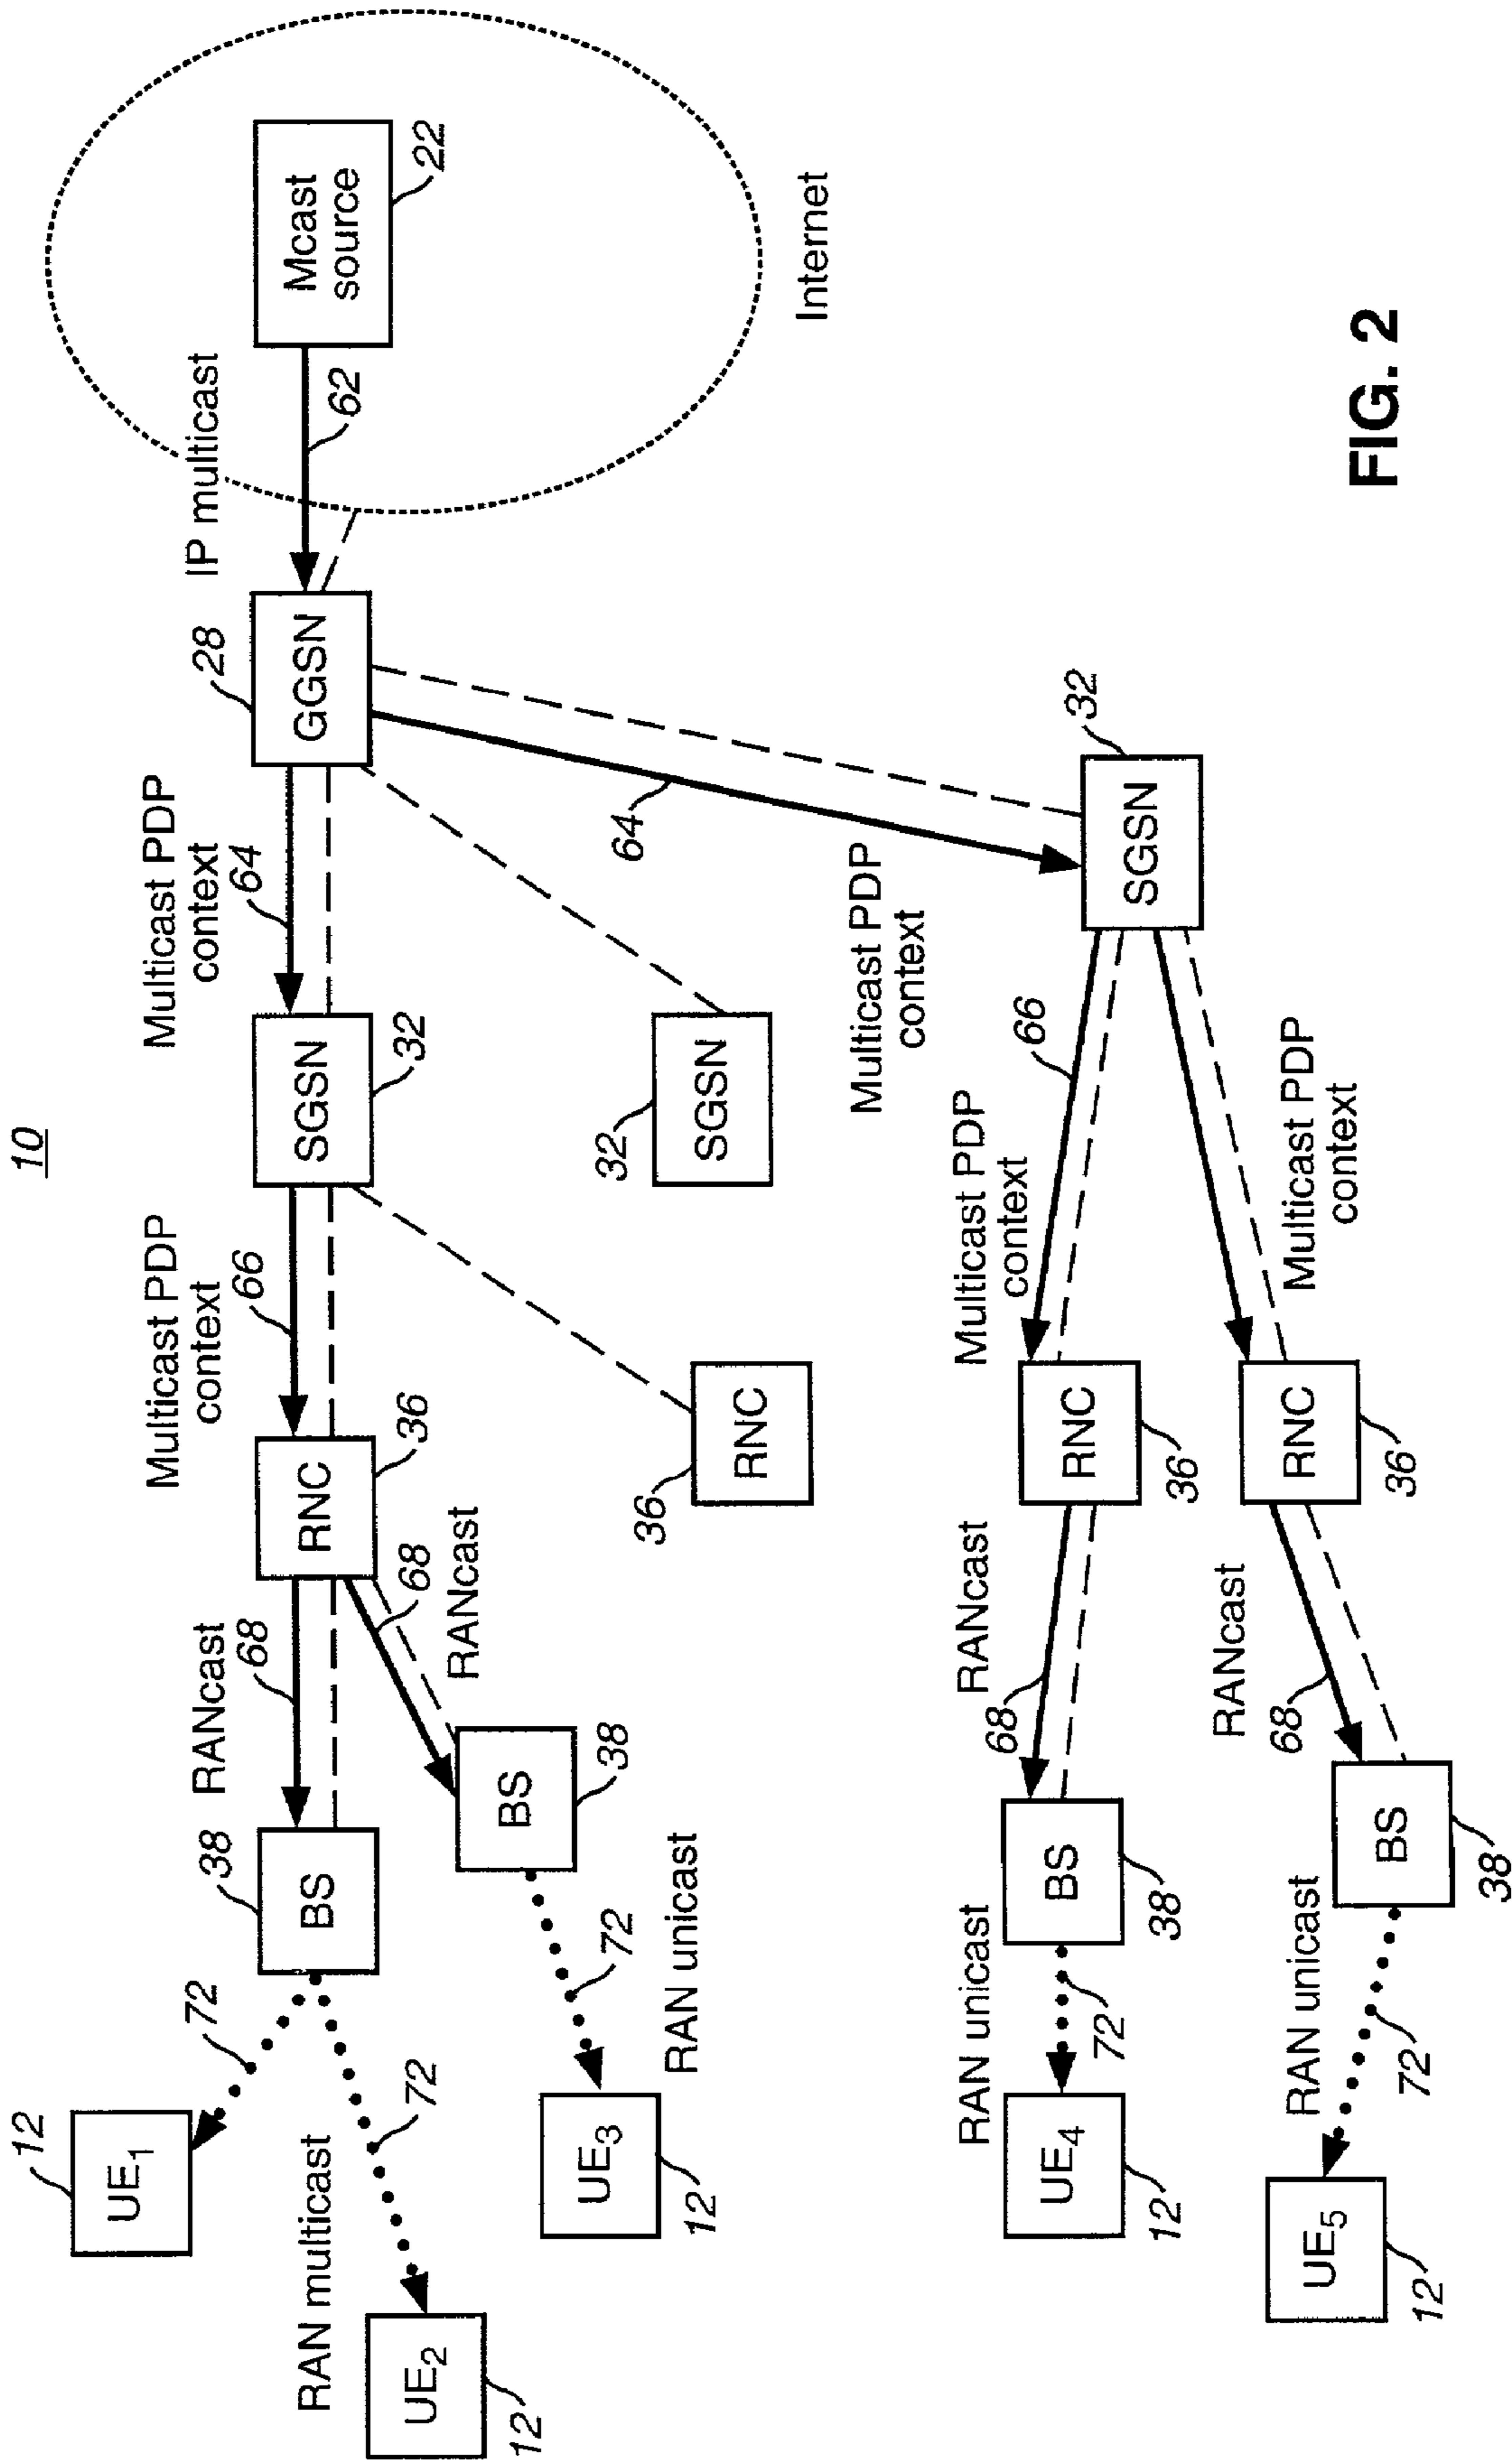 10
Mcast
source
22
Internet
IP multicast
62
28
GGSN
Multicast PDP
context
64
SGSN
32
Multicast PDP
context
66
RNC
36
RANcast
68
68
RANcast
38
BS
BS
38
72
12
UE1
RAN multicast
72
UE2
12
72
RAN unicast
UE3
12
32
SGSN
36
RNC
64
Multicast PDP
context
32
SGSN
66
Multicast PDP
context
Multicast PDP
context
RNC
36
RNC
36
RANcast
68
RANcast
68
BS
38
BS
38
RAN unicast
72
UE4
12
RAN unicast
72
UE5
12
FIG. 2